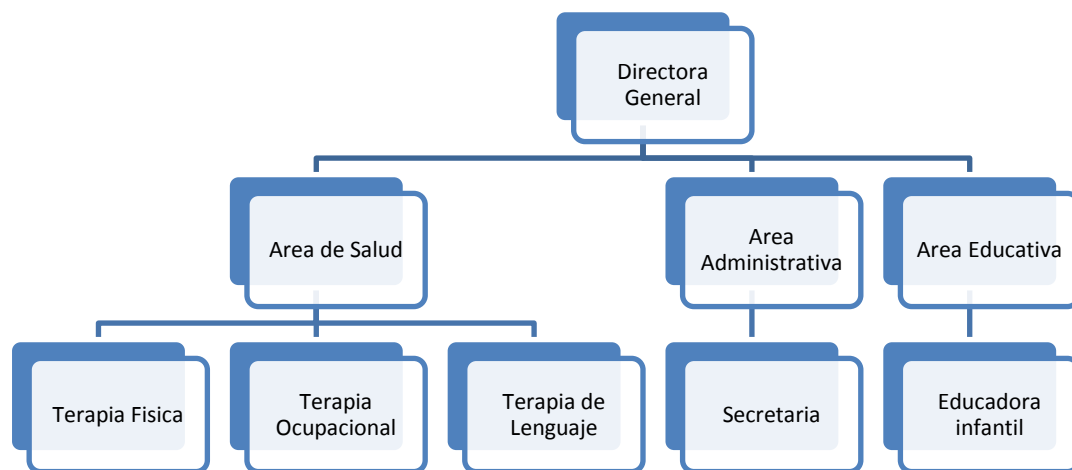 Directora
General
Area de Salud
Area
Administrativa
Area Educativa
Terapia Fisica
Terapia
Ocupacional
Terapia de
Lenguaje
Secretaria
Educadora
infantil